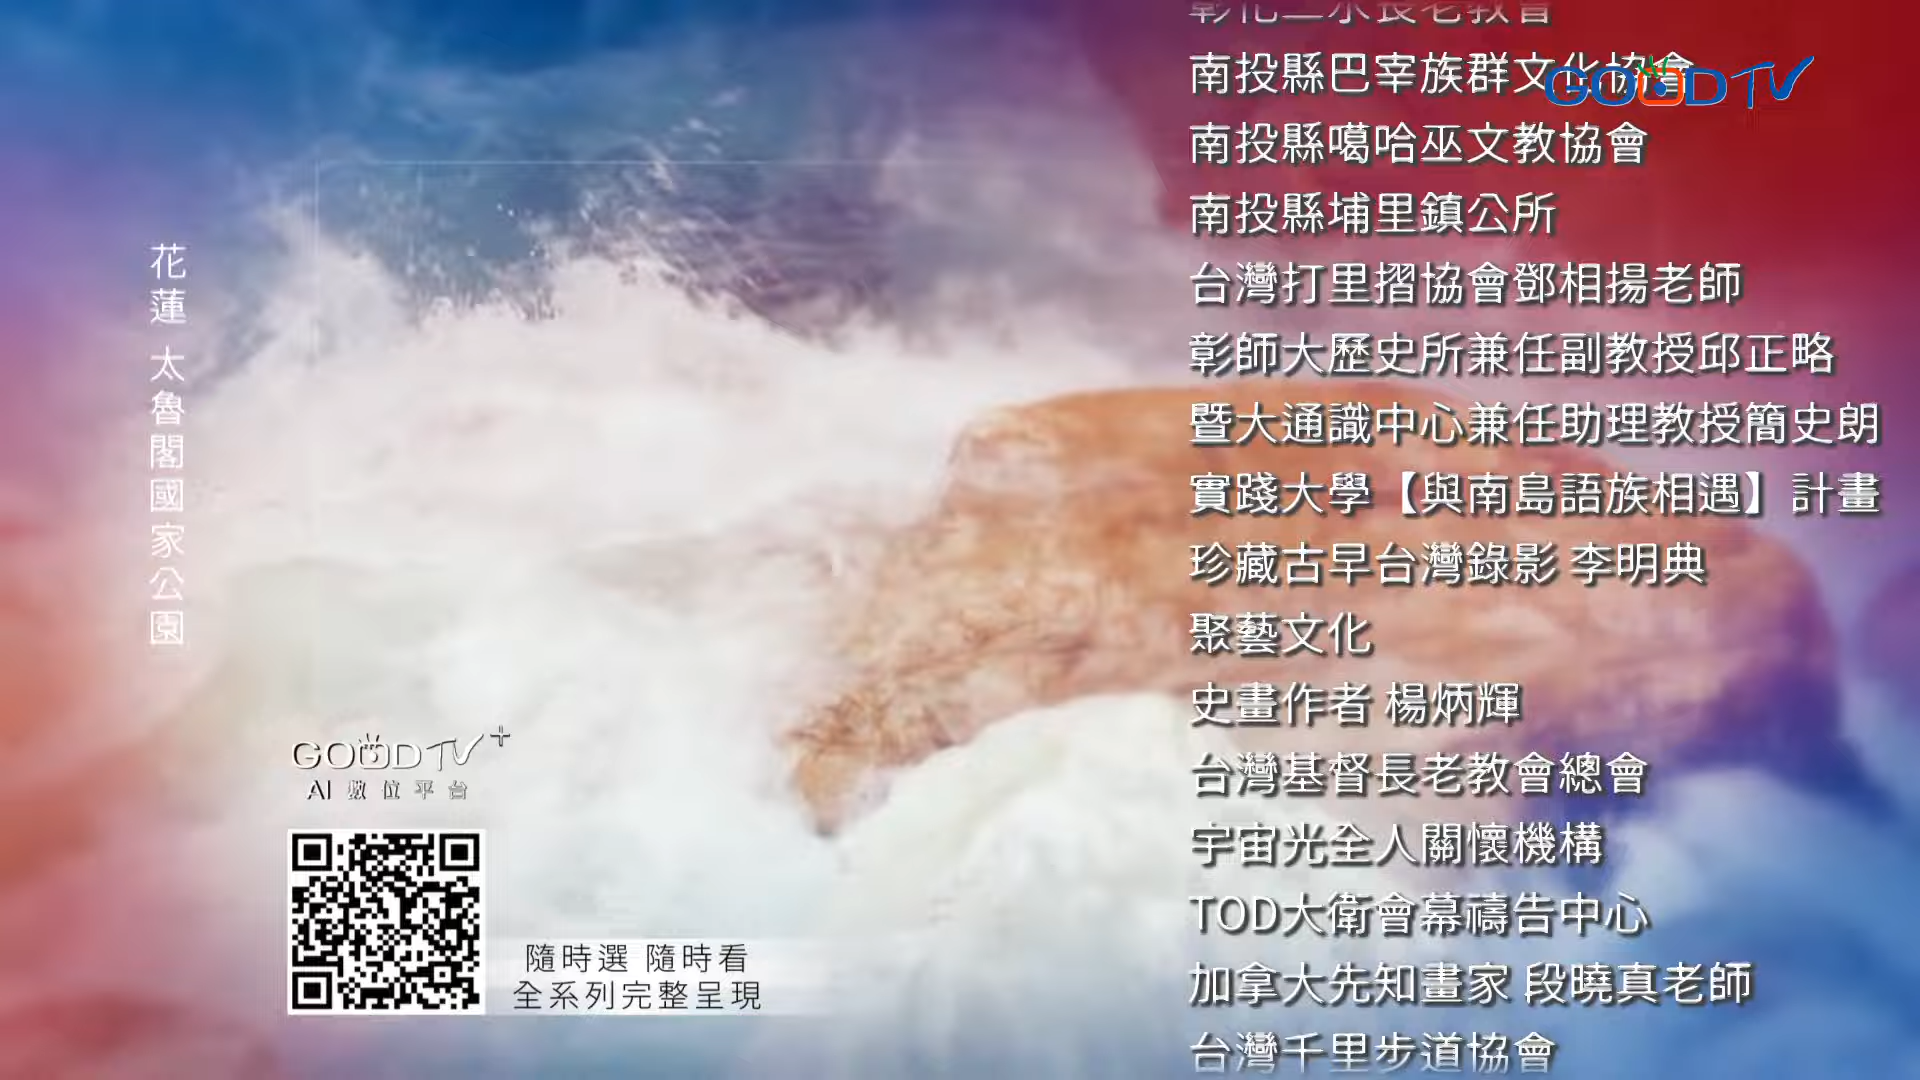 彰化二水長老教會
南投縣巴宰族群文化協會
GOODTV
南投縣噶哈巫文教協會
南投縣埔里鎮公所
台灣打里摺協會鄧相揚老師
彰師大歷史所兼任副教授邱正略
暨大通識中心兼任助理教授簡史朗
實踐大學【與南島語族相遇】計畫
珍藏古早台灣錄影 李明典
聚藝文化
史畫作者 楊炳輝
台灣基督長老教會總會
宇宙光全人關懷機構
TOD大衛會幕禱告中心
加拿大先知畫家 段曉真老師
台灣千里步道協會
花蓮 太魯閣國家公園
GOODTV+
AI 數位平台
隨時選 隨時看
全系列完整呈現